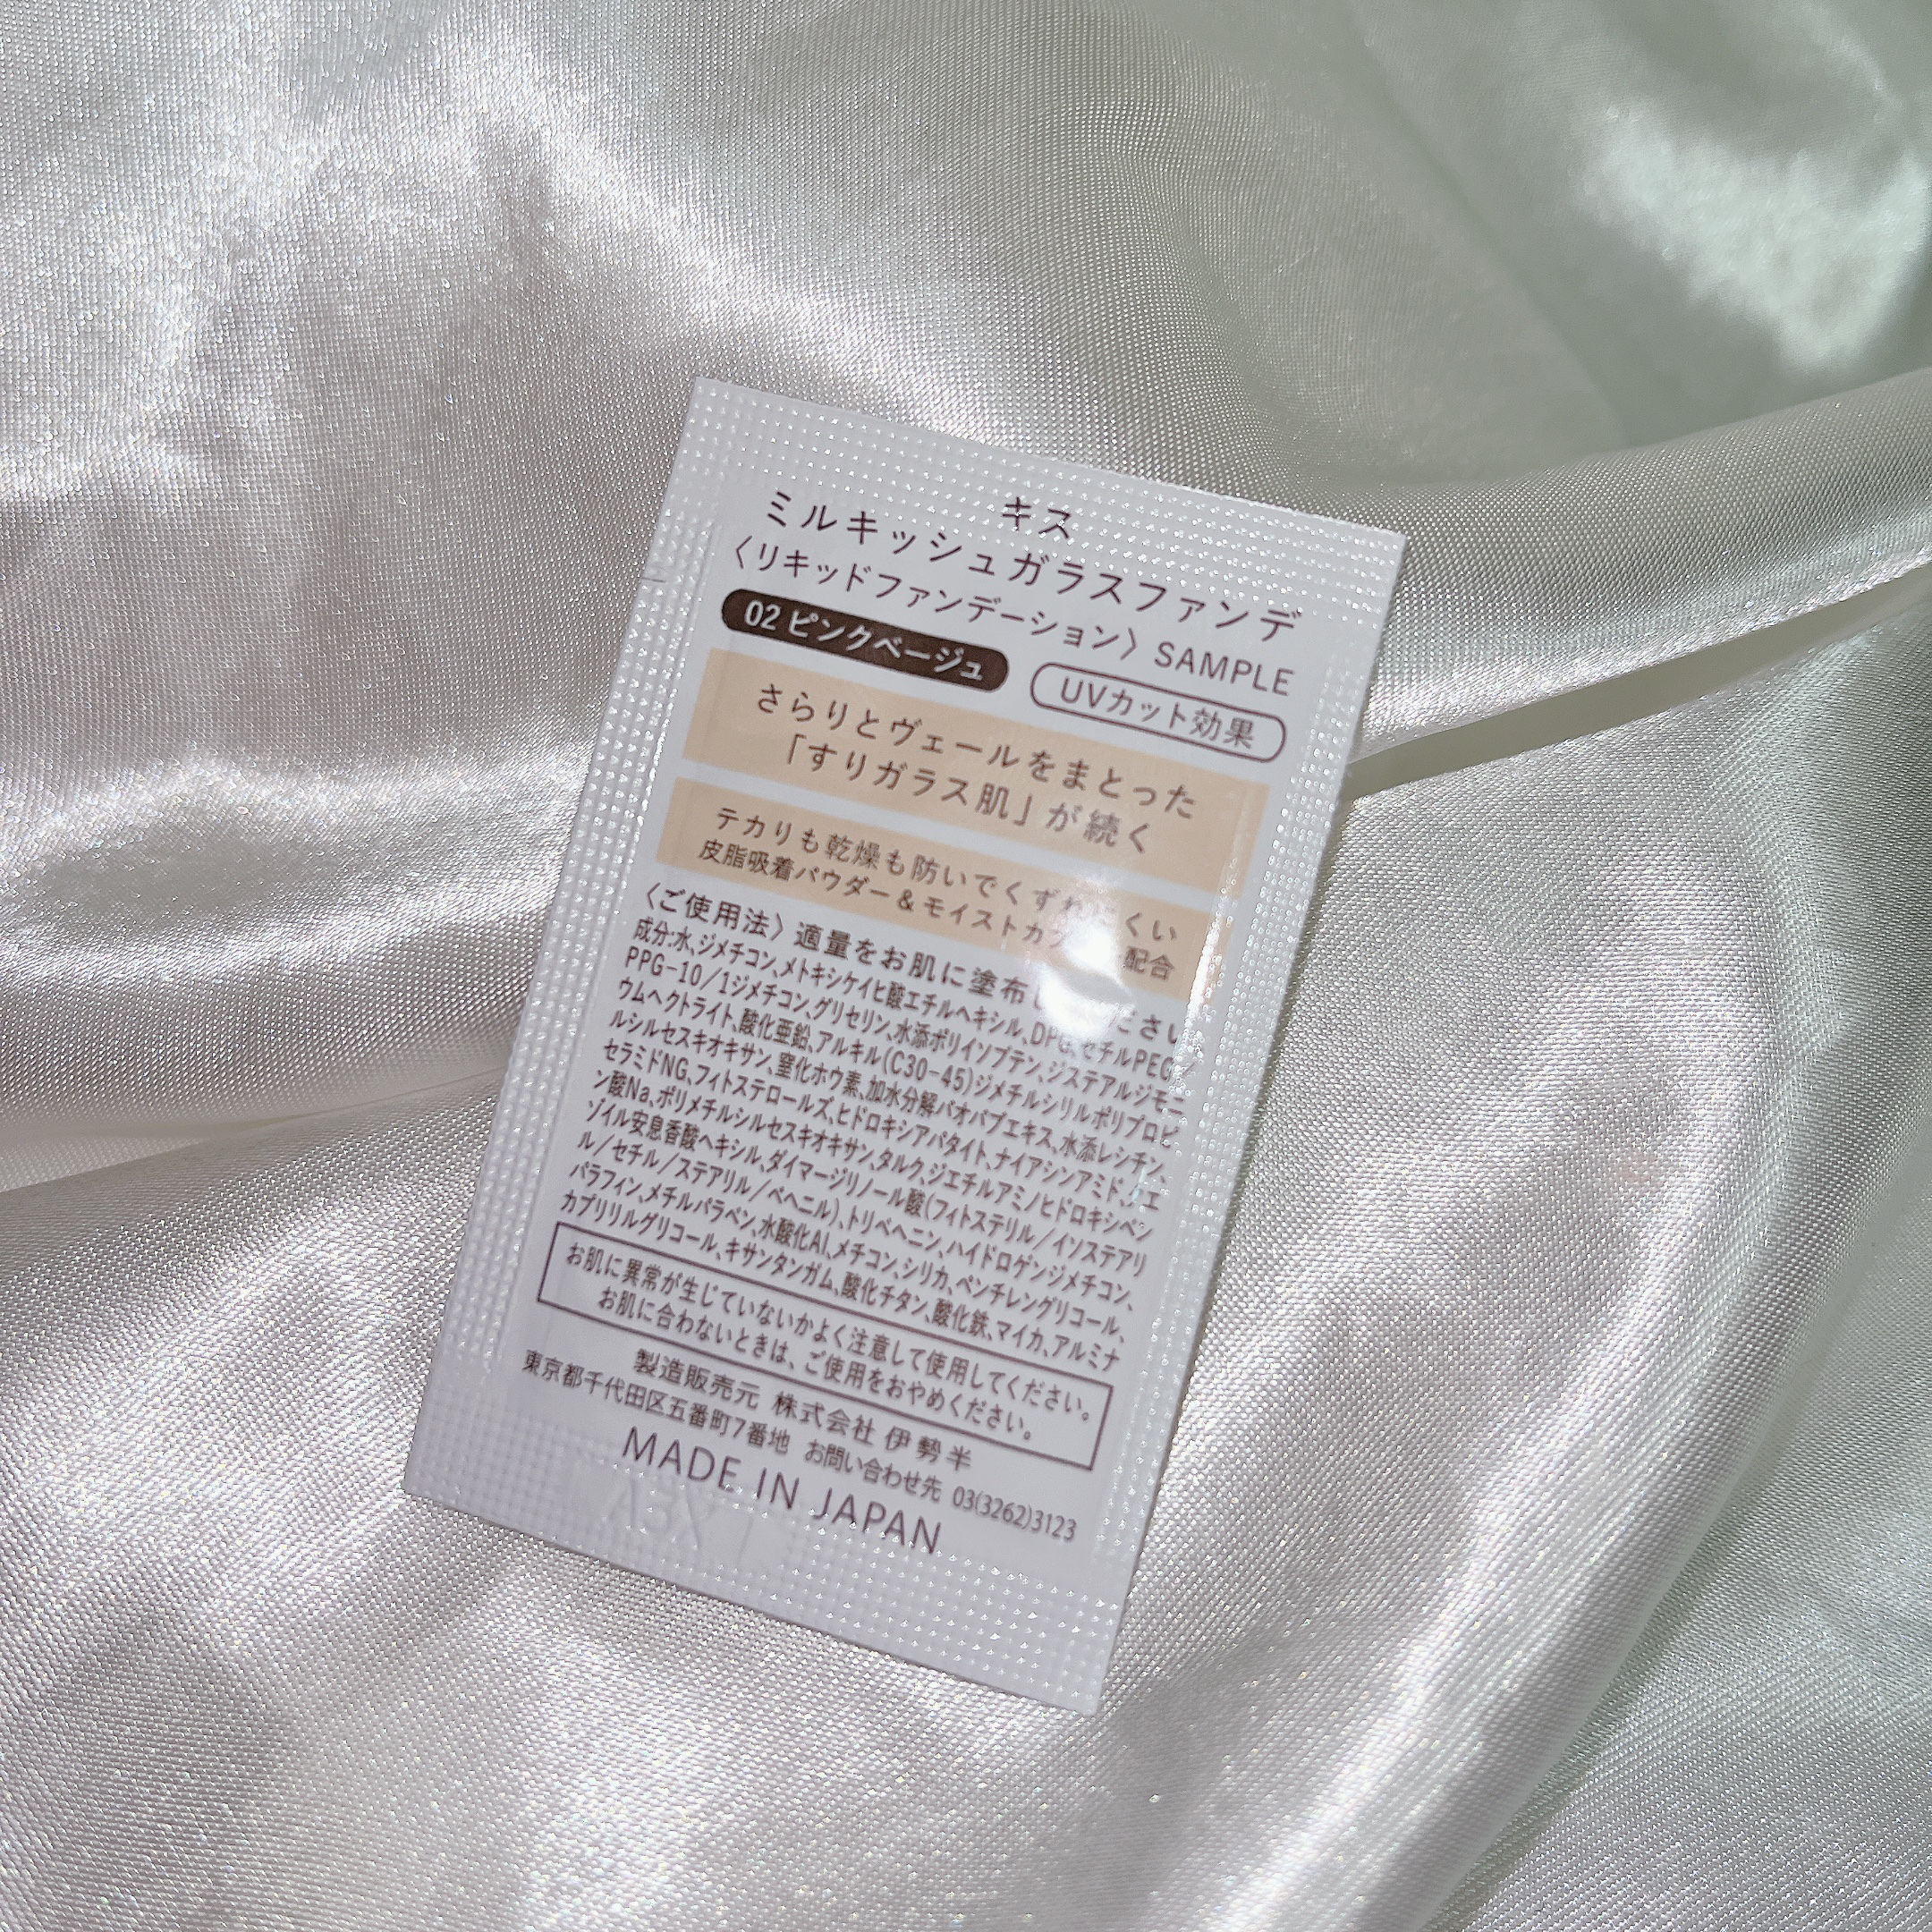 キス
ミルキッシュガラスファンデ
〈リキッドファンデーション〉SAMPLE
02 ピンクベージュ
UVカット効果
さらりとヴェールをまとった
「すりガラス肌」が続く
テカりも乾燥も防いでくずれにくい
皮脂吸着パウダー&モイストカ 配合
〈ご使用法〉適量をお肌に塗布し ださい
成分:水、ジメチコン、メトキシケイヒ酸エチルヘキシル、DPG、セチルPEG/
PPG-10/1ジメチコン、グリセリン、水添ポリイソブテン、ジステアルジモニ
ウムヘクトライト、酸化亜鉛、アルキル(C30-45)ジメチルシリルポリプロピ
ルシルセスキオキサン、窒化ホウ素、加水分解バオバブエキス、水添レシチン、
セラミドNG、フィトステロールズ、ヒドロキシアパタイト、ナイアシンアミド、クエ
ン酸Na、ポリメチルシルセスキオキサン、タルク、ジエチルアミノヒドロキシベン
ゾイル安息香酸ヘキシル、ダイマージリノール酸(フィトステリル/イソステアリ
ル/セチル/ステアリル/ベヘニル)、トリベヘニン、ハイドロゲンジメチコン、
パラフィン、メチルパラベン、水酸化Al、メチコン、シリカ、ペンチレングリコール、
カプリリルグリコール、キサンタンガム、酸化チタン、酸化鉄、マイカ、アルミナ
お肌に異常が生じていないかよく注意して使用してください。
お肌に合わないときは、ご使用をおやめください。
製造販売元 株式会社 伊勢半
東京都千代田区五番町7番地 お問い合わせ先 03(3262)3123
MADE IN JAPAN